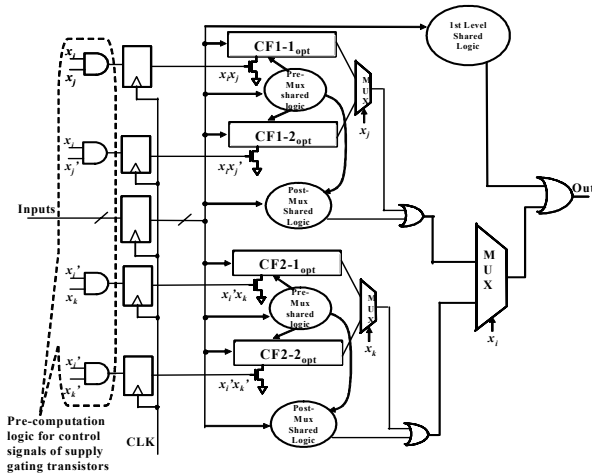 1st Level
Shared
Logic
x_i
x_j
CF1-1_opt
x_ix_j
Pre-
Mux
shared
logic
MUX
x_j
x_i
x_j'
CF1-2_opt
x_ix_j'
Post-
Mux Shared
Logic
Inputs
Out
x_i'
x_k
CF2-1_opt
x_i'x_k
Pre-
Mux
shared
logic
MUX
x_k
MUX
x_i
x_i'
x_k'
CF2-2_opt
x_i'x_k'
Post-
Mux Shared
Logic
Pre-computation
logic for control
signals of supply
gating transistors
CLK